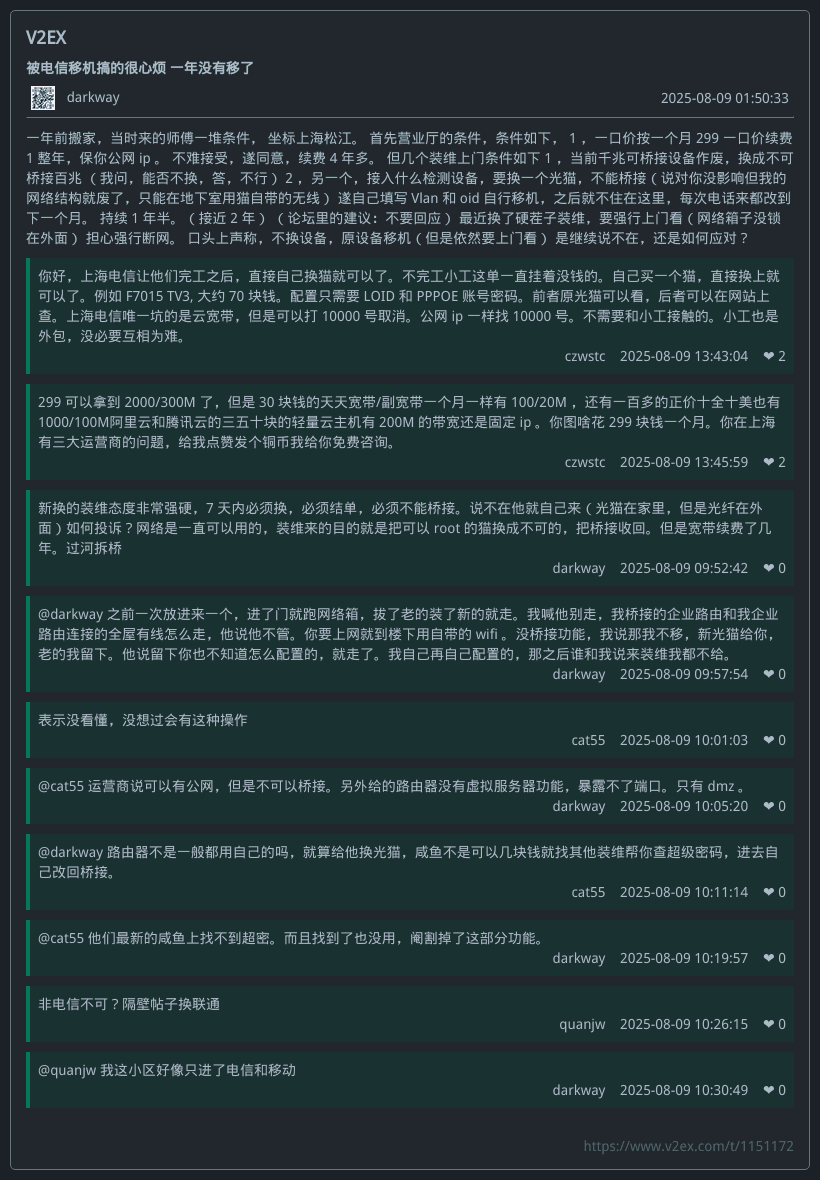 V2EX
被电信移机搞的很心烦 一年没有移了
darkway 2025-08-09 01:50:33
一年前搬家，当时来的师傅一堆条件， 坐标上海松江。 首先营业厅的条件，条件如下， 1 ，一口价按一个月 299 一口价续费
1 整年，保你公网 ip 。 不难接受，遂同意，续费 4 年多。 但几个装维上门条件如下 1 ，当前千兆可桥接设备作废，换成不可
桥接百兆 （ 我问，能否不换，答，不行 ） 2 ，另一个，接入什么检测设备，要换一个光猫，不能桥接（ 说对你没影响但我的
网络结构就废了，只能在地下室用猫自带的无线 ） 遂自己填写 Vlan 和 oid 自行移机，之后就不住在这里，每次电话来都改到
下一个月。 持续 1 年半。（ 接近 2 年 ） （ 论坛里的建议：不要回应 ） 最近换了硬茬子装维，要强行上门看（ 网络箱子没锁
在外面 ） 担心强行断网。 口头上声称，不换设备，原设备移机（ 但是依然要上门看 ） 是继续说不在，还是如何应对？
你好，上海电信让他们完工之后，直接自己换猫就可以了。不完工小工这单一直挂着没钱的。自己买一个猫，直接换上就
可以了。例如 F7015 TV3, 大约 70 块钱。配置只需要 LOID 和 PPPOE 账号密码。前者原光猫可以看，后者可以在网站上
查。上海电信唯一坑的是云宽带，但是可以打 10000 号取消。公网 ip 一样找 10000 号。不需要和小工接触的。小工也是
外包，没必要互相为难。
czwstc 2025-08-09 13:43:04 ❤ 2
299 可以拿到 2000/300M 了，但是 30 块钱的天天宽带/副宽带一个月一样有 100/20M ，还有一百多的正价十全十美也有
1000/100M阿里云和腾讯云的三五十块的轻量云主机有 200M 的带宽还是固定 ip 。你图啥花 299 块钱一个月。你在上海
有三大运营商的问题，给我点赞发个铜币我给你免费咨询。
czwstc 2025-08-09 13:45:59 ❤ 2
新换的装维态度非常强硬，7 天内必须换，必须结单，必须不能桥接。说不在他就自己来（ 光猫在家里，但是光纤在外
面 ）如何投诉？网络是一直可以用的，装维来的目的就是把可以 root 的猫换成不可的，把桥接收回。但是宽带续费了几
年。过河拆桥
darkway 2025-08-09 09:52:42 ❤ 0
@darkway 之前一次放进来一个，进了门就跑网络箱，拔了老的装了新的就走。我喊他别走，我桥接的企业路由和我企业
路由连接的全屋有线怎么走，他说他不管。你要上网就到楼下用自带的 wifi 。没桥接功能，我说那我不移，新光猫给你，
老的我留下。他说留下你也不知道怎么配置的，就走了。我自己再自己配置的，那之后谁和我说来装维我都不给。
darkway 2025-08-09 09:57:54 ❤ 0
表示没看懂，没想过会有这种操作
cat55 2025-08-09 10:01:03 ❤ 0
@cat55 运营商说可以有公网，但是不可以桥接。另外给的路由器没有虚拟服务器功能，暴露不了端口。只有 dmz 。
darkway 2025-08-09 10:05:20 ❤ 0
@darkway 路由器不是一般都用自己的吗，就算给他换光猫，咸鱼不是可以几块钱就找其他装维帮你查超级密码，进去自
己改回桥接。
cat55 2025-08-09 10:11:14 ❤ 0
@cat55 他们最新的咸鱼上找不到超密。而且找到了也没用，阉割掉了这部分功能。
darkway 2025-08-09 10:19:57 ❤ 0
非电信不可？隔壁帖子换联通
quanjw 2025-08-09 10:26:15 ❤ 0
@quanjw 我这小区好像只进了电信和移动
darkway 2025-08-09 10:30:49 ❤ 0
https://www.v2ex.com/t/1151172